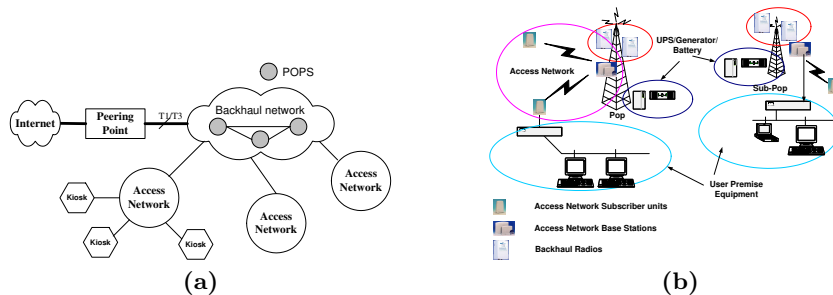 POPS
Backhaul network
Internet
Peering
Point
T1/T3
Access
Network
Access
Network
Access
Network
Kiosk
Kiosk
Kiosk
(a)
UPS/Generator/
Battery
Access Network
Pop
Sub-Pop
User Premise
Equipment
Access Network Subscriber units
Access Network Base Stations
Backhaul Radios
(b)